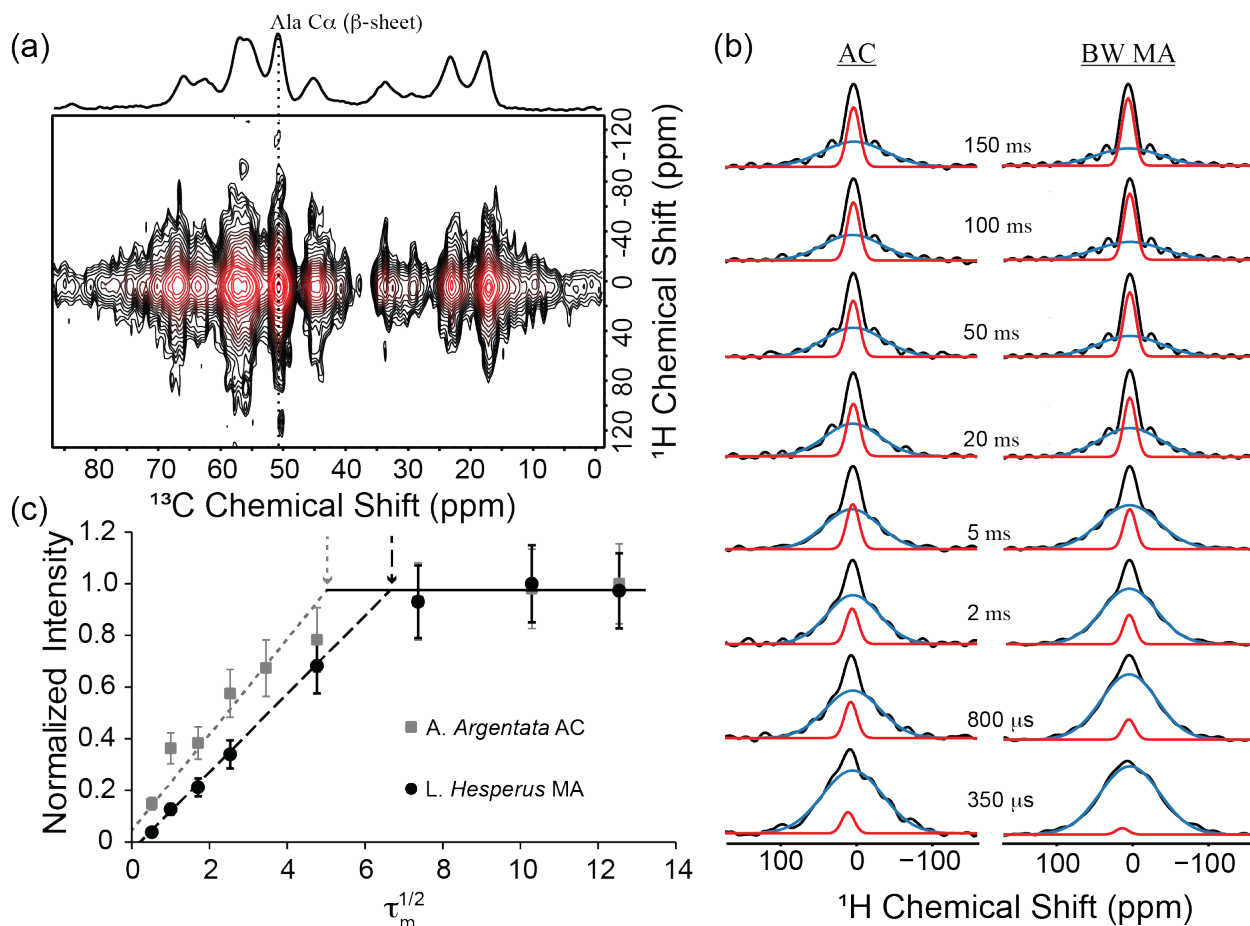 (a)
Ala Cα (β-sheet)
-120
-80
-40
0
40
80
120
¹H Chemical Shift (ppm)
80 70 60 50 40 30 20 10 0
¹³C Chemical Shift (ppm)
(b)
AC BW MA
150 ms
100 ms
50 ms
20 ms
5 ms
2 ms
800 μs
350 μs
100 0 −100 100 0 −100
¹H Chemical Shift (ppm)
(c)
Normalized Intensity
1.2
1.0
0.8
0.6
0.4
0.2
0
A. Argentata AC
L. Hesperus MA
0 2 4 6 8 10 12 14
τm1/2